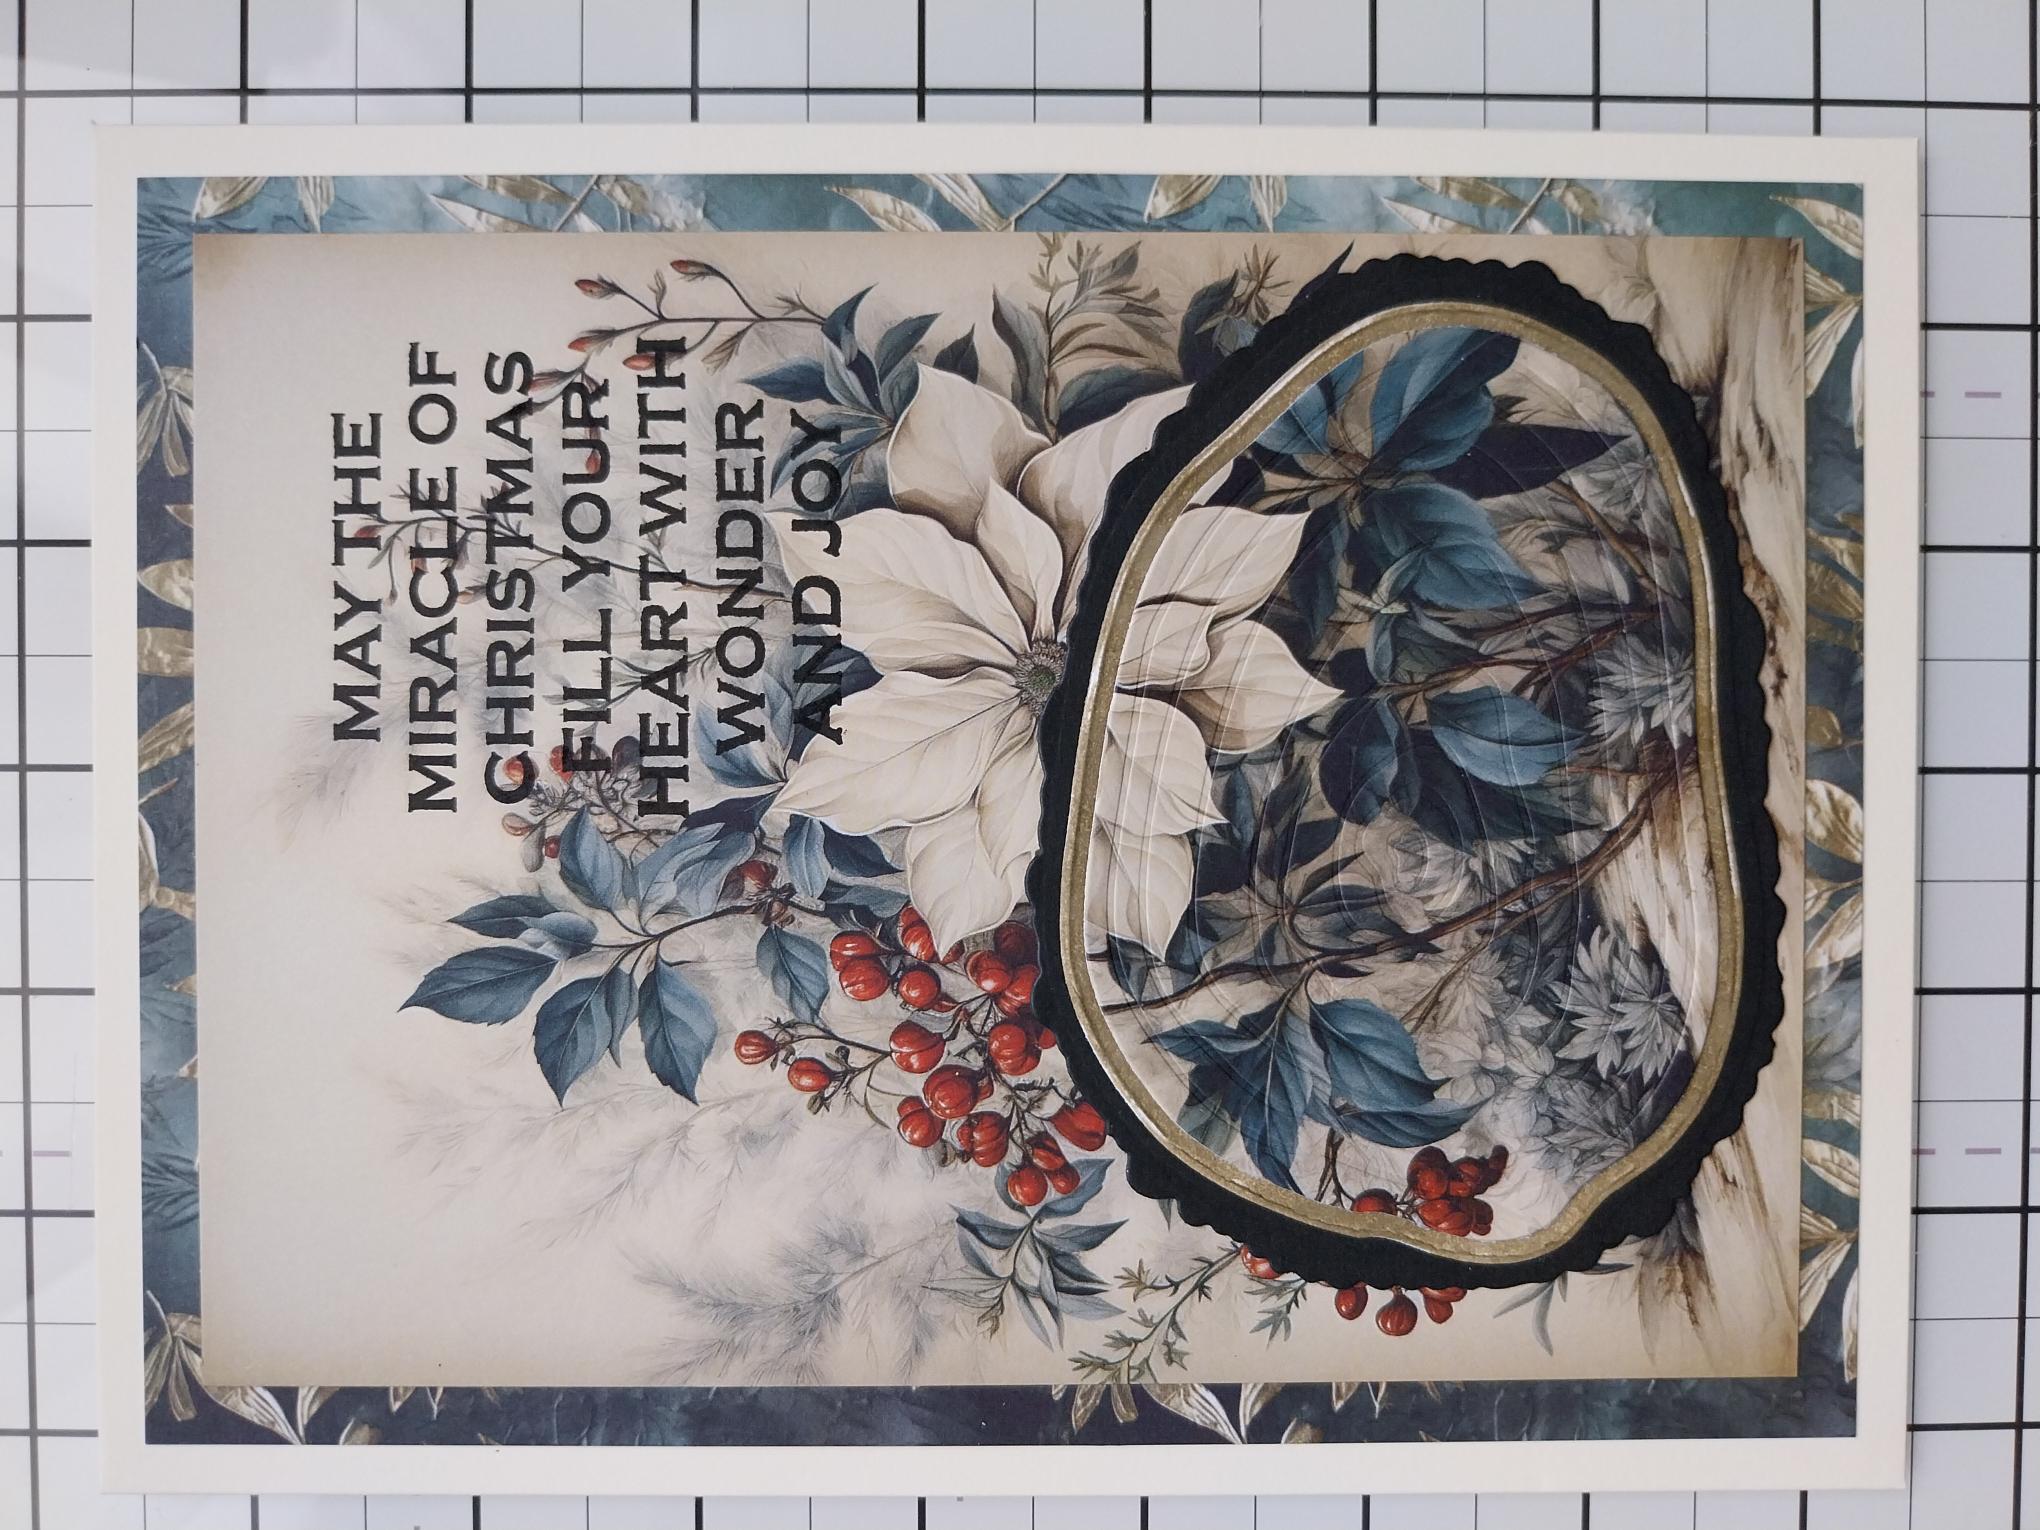 MAY THE
MIRACLE OF
CHRISTMAS
FILL YOUR
HEART WITH
WONDER
AND JOY